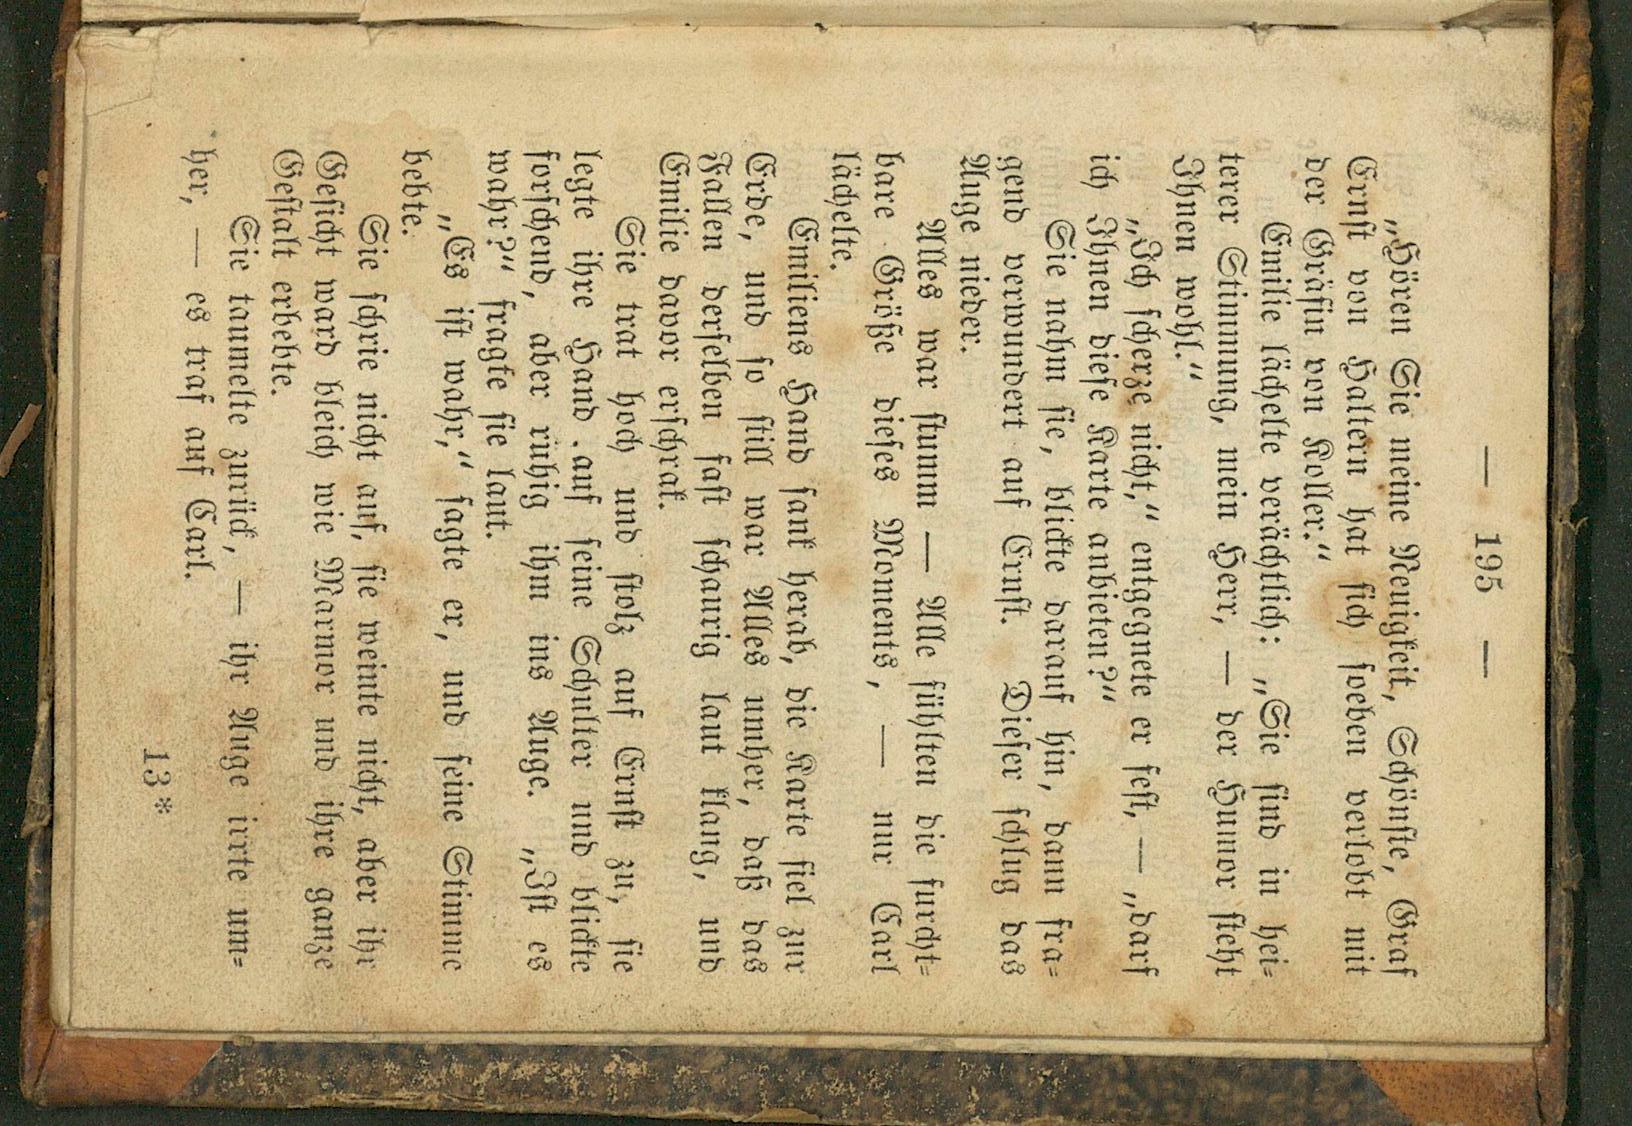 — 195 —
„Hören Sie meine Neuigkeit, Schönste, Graf
Ernst von Haltern hat sich soeben verlobt mit
der Gräfin von Koller.“
Emilie lächelte verächtlich: „Sie sind in hei-
terer Stimmung, mein Herr, — der Humor steht
Ihnen wohl.“
„Ich scherze nicht,“ entgegnete er fest, — „darf
ich Ihnen diese Karte anbieten?“
Sie nahm sie, blickte darauf hin, dann fra-
gend verwundert auf Ernst. Dieser schlug das
Auge nieder.
Alles war stumm — Alle fühlten die furcht-
bare Größe dieses Moments, — nur Carl
lächelte.
Emiliens Hand sank herab, die Karte fiel zur
Erde, und so still war Alles umher, daß das
Fallen derselben fast schaurig laut klang, und
Emilie davor erschrak.
Sie trat hoch und stolz auf Ernst zu, sie
legte ihre Hand auf seine Schulter und blickte
forschend, aber ruhig ihm ins Auge. „Ist es
wahr?“ fragte sie laut.
„Es ist wahr,“ sagte er, und seine Stimme
bebte.
Sie schrie nicht auf, sie weinte nicht, aber ihr
Gesicht ward bleich wie Marmor und ihre ganze
Gestalt erbebte.
Sie taumelte zurück, — ihr Auge irrte um-
her, — es traf auf Carl.
13*